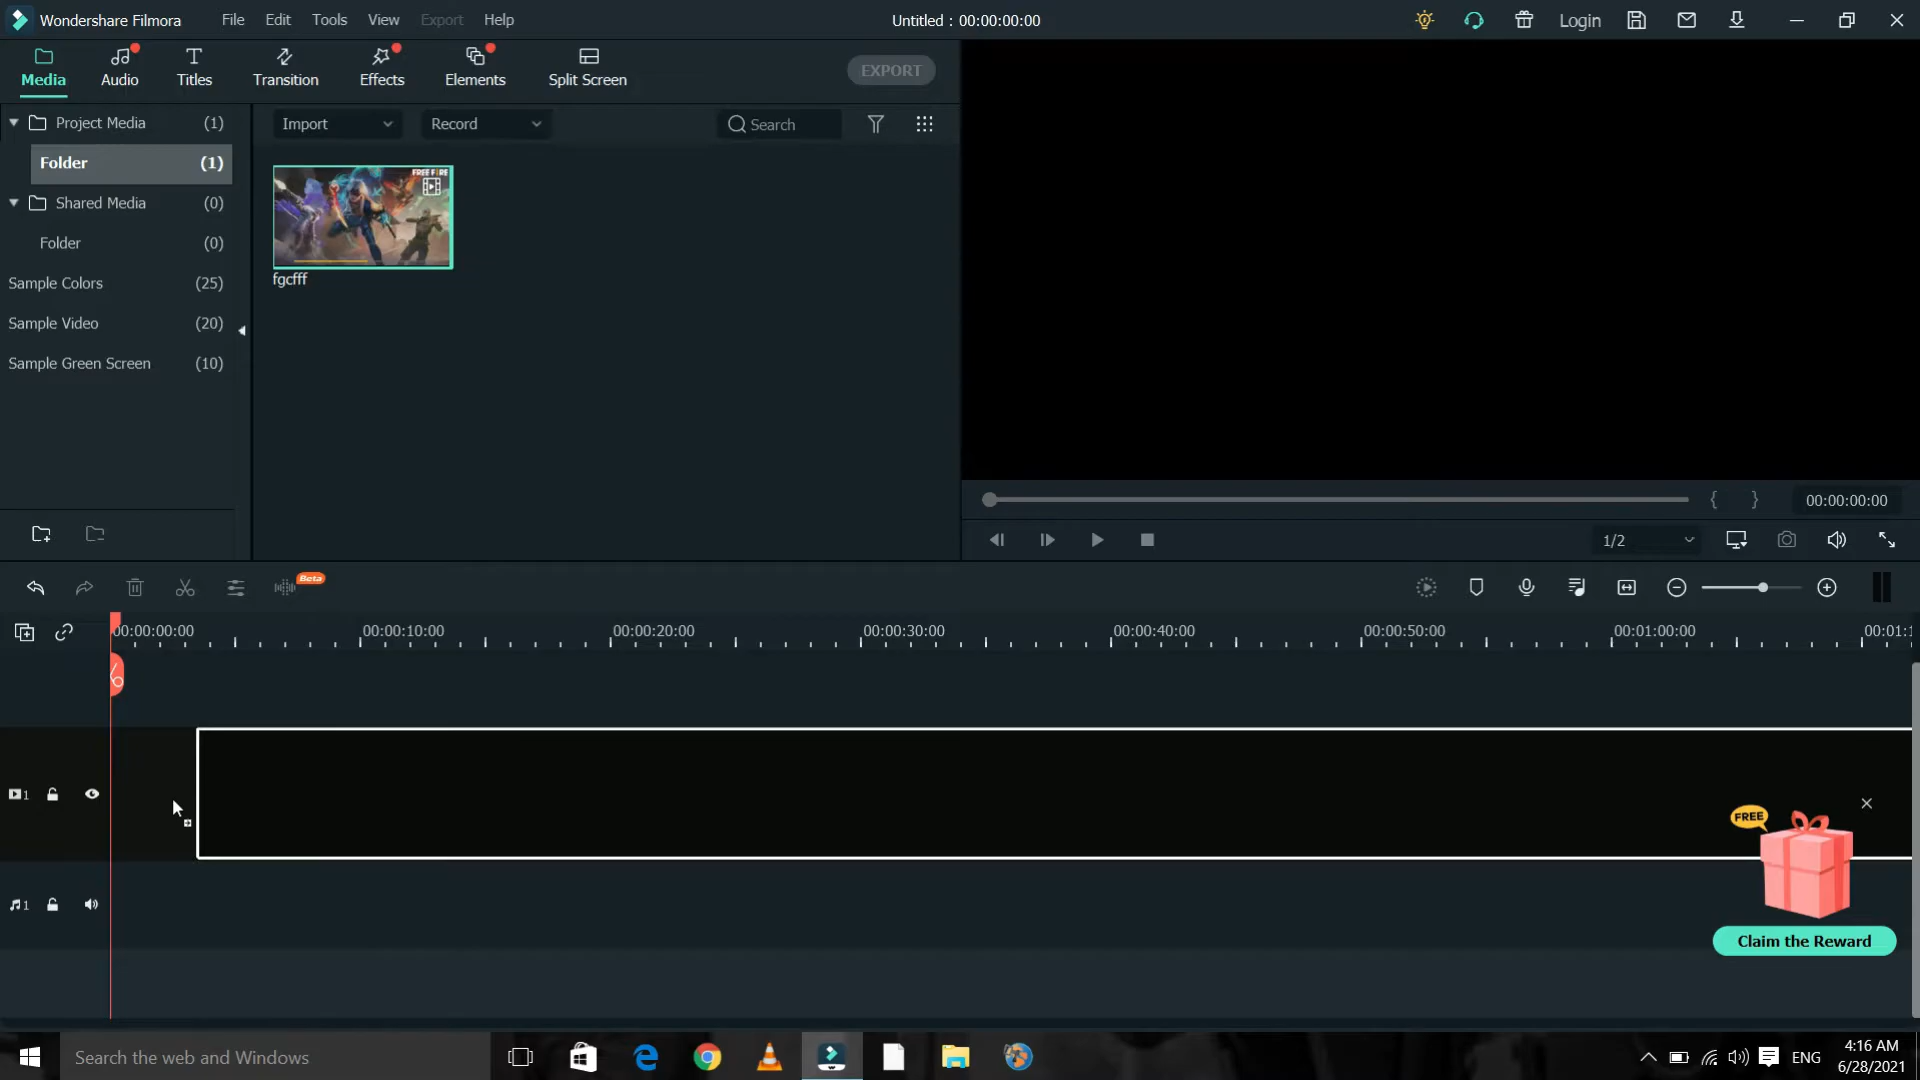 Wondershare Filmora File Edit Tools View Export Help Untitled : 00:00:00:00 Login
Media Audio Titles Transition Effects Elements Split Screen EXPORT
Project Media (1)
Folder (1)
Shared Media (0)
Folder (0)
Sample Colors (25)
Sample Video (20)
Sample Green Screen (10)
Import Record Search
FREE FIRE
fgcfff
00:00:00:00
1/2
Beta
00:00:00:00 00:00:10:00 00:00:20:00 00:00:30:00 00:00:40:00 00:00:50:00 00:01:00:00 00:01:1
1
1
FREE
Claim the Reward
Search the web and Windows
ENG
4:16 AM
6/28/2021